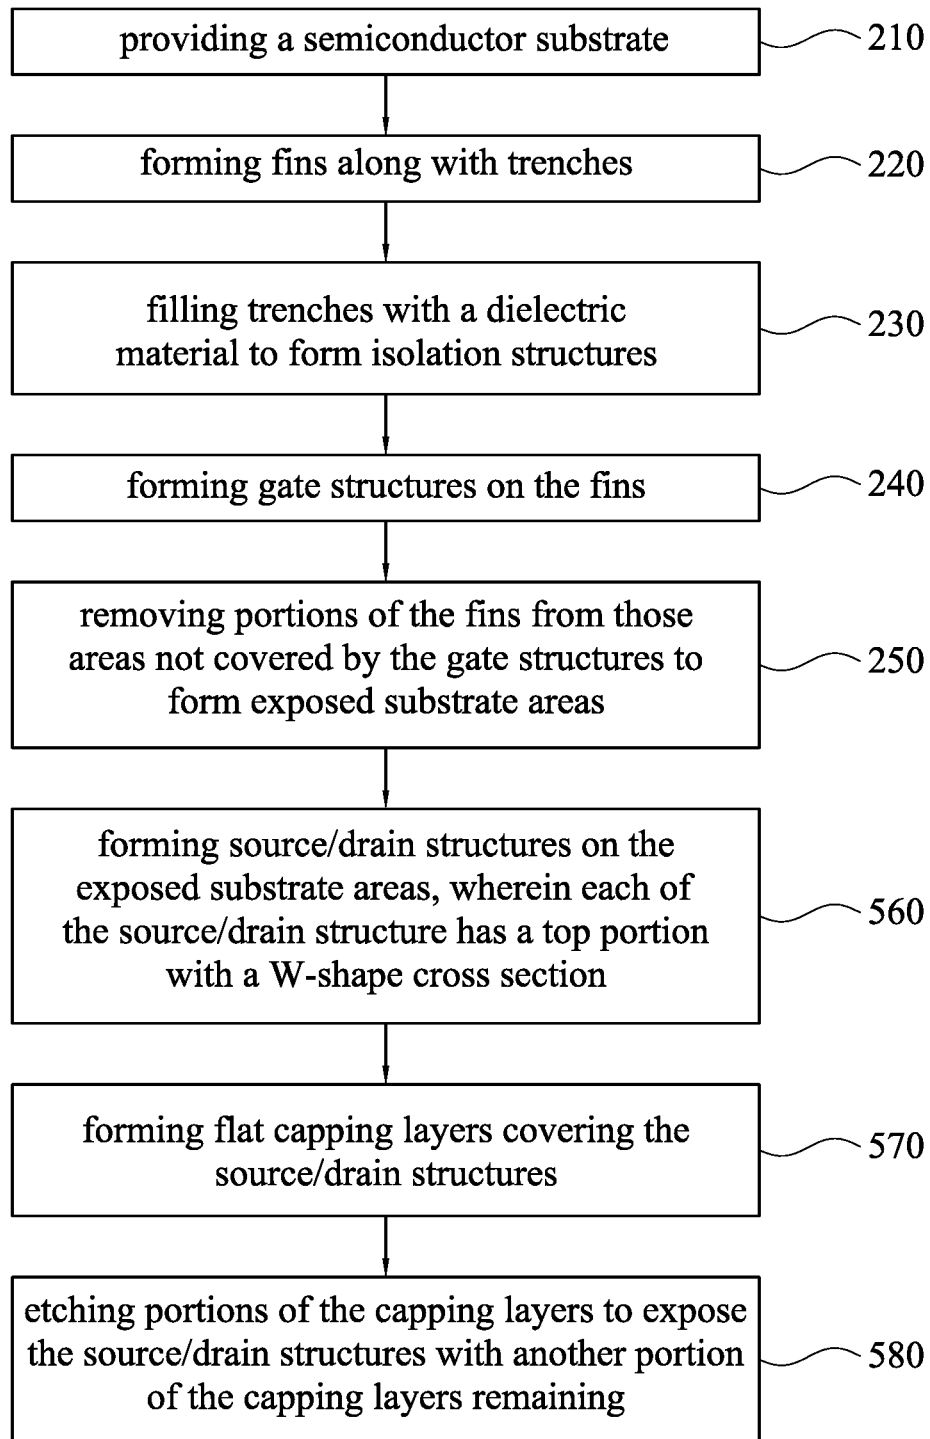 providing a semiconductor substrate
210
forming fins along with trenches
220
filling trenches with a dielectric
material to form isolation structures
230
forming gate structures on the fins
240
removing portions of the fins from those
areas not covered by the gate structures to
form exposed substrate areas
250
forming source/drain structures on the
exposed substrate areas, wherein each of
the source/drain structure has a top portion
with a W-shape cross section
560
forming flat capping layers covering the
source/drain structures
570
etching portions of the capping layers to expose
the source/drain structures with another portion
of the capping layers remaining
580